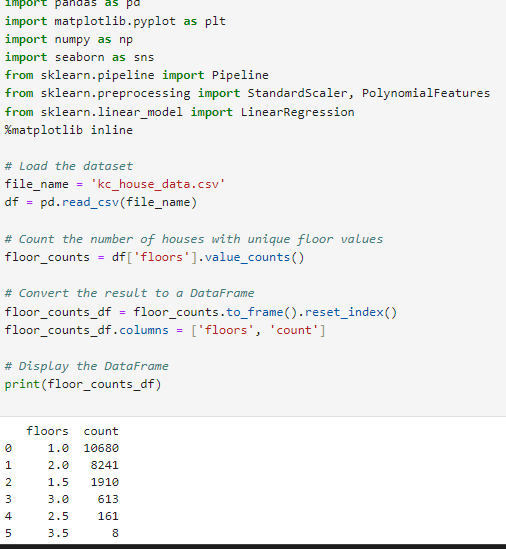 import pandas as pd
import matplotlib.pyplot as plt
import numpy as np
import seaborn as sns
from sklearn.pipeline import Pipeline
from sklearn.preprocessing import StandardScaler, PolynomialFeatures
from sklearn.linear_model import LinearRegression
%matplotlib inline
# Load the dataset
file_name = 'kc_house_data.csv'
df = pd.read_csv(file_name)
# Count the number of houses with unique floor values
floor_counts = df['floors'].value_counts()
# Convert the result to a DataFrame
floor_counts_df = floor_counts.to_frame().reset_index()
floor_counts_df.columns = ['floors', 'count']
# Display the DataFrame
print(floor_counts_df)
floors count
0 1.0 10680
1 2.0 8241
2 1.5 1910
3 3.0 613
4 2.5 161
5 3.5 8